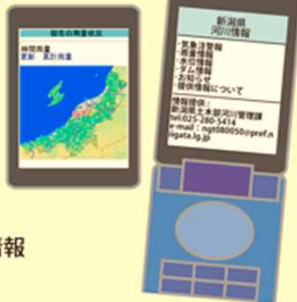 昭和の雨量状況
時間雨量
更新 累計雨量
新潟県
河川情報
・気象注警報
・雨量情報
・水位情報
・ダム情報
・お知らせ
・提供情報について
情報提供：
新潟県土木部河川管理課
tel:025-280-5414
e-mail：ngt080050@pref.n
iigata.lg.jp
情報